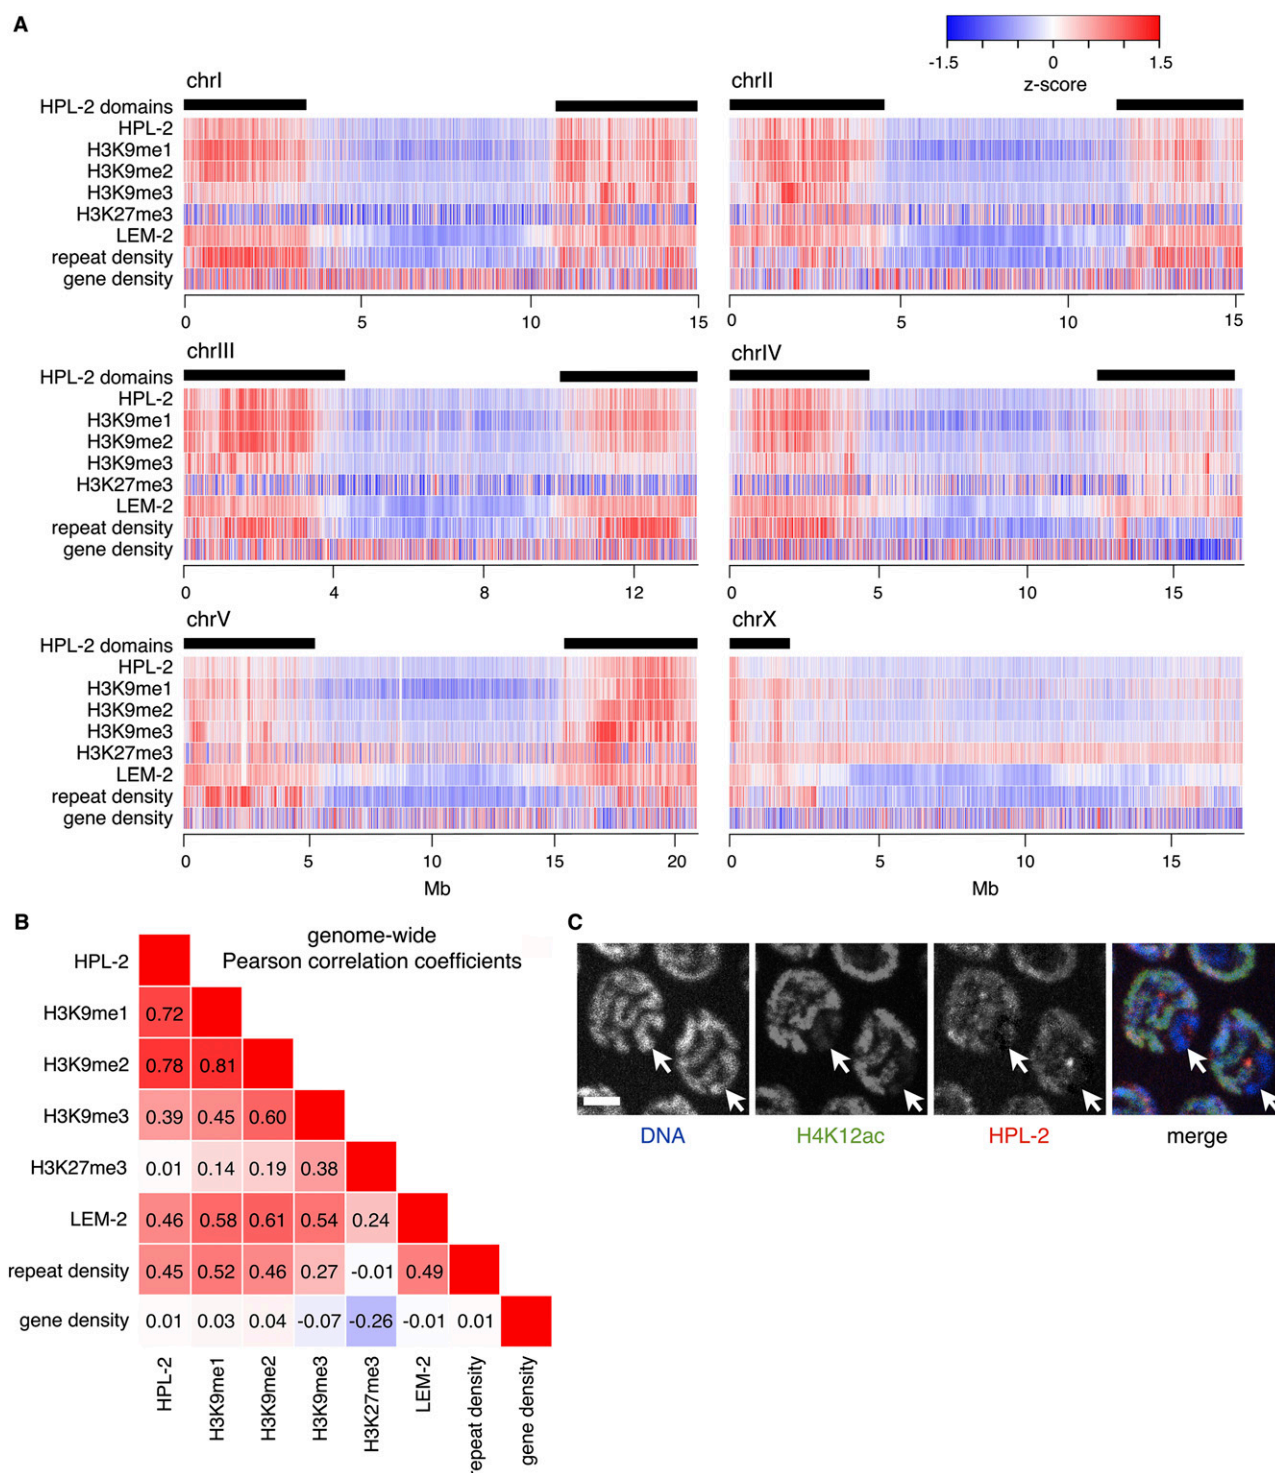 A
-1.5 0 1.5
z-score
chrI chrII
HPL-2 domains
HPL-2
H3K9me1
H3K9me2
H3K9me3
H3K27me3
LEM-2
repeat density
gene density
0 5 10 15 0 5 10 15
chrIII chrIV
HPL-2 domains
HPL-2
H3K9me1
H3K9me2
H3K9me3
H3K27me3
LEM-2
repeat density
gene density
0 4 8 12 0 5 10 15
chrV chrX
HPL-2 domains
HPL-2
H3K9me1
H3K9me2
H3K9me3
H3K27me3
LEM-2
repeat density
gene density
0 5 10 15 20 0 5 10 15
Mb Mb
B
genome-wide
Pearson correlation coefficients
HPL-2
H3K9me1 0.72
H3K9me2 0.78 0.81
H3K9me3 0.39 0.45 0.60
H3K27me3 0.01 0.14 0.19 0.38
LEM-2 0.46 0.58 0.61 0.54 0.24
repeat density 0.45 0.52 0.46 0.27 -0.01 0.49
gene density 0.01 0.03 0.04 -0.07 -0.26 -0.01 0.01
HPL-2
H3K9me1
H3K9me2
H3K9me3
H3K27me3
LEM-2
repeat density
gene density
C
DNA H4K12ac HPL-2 merge